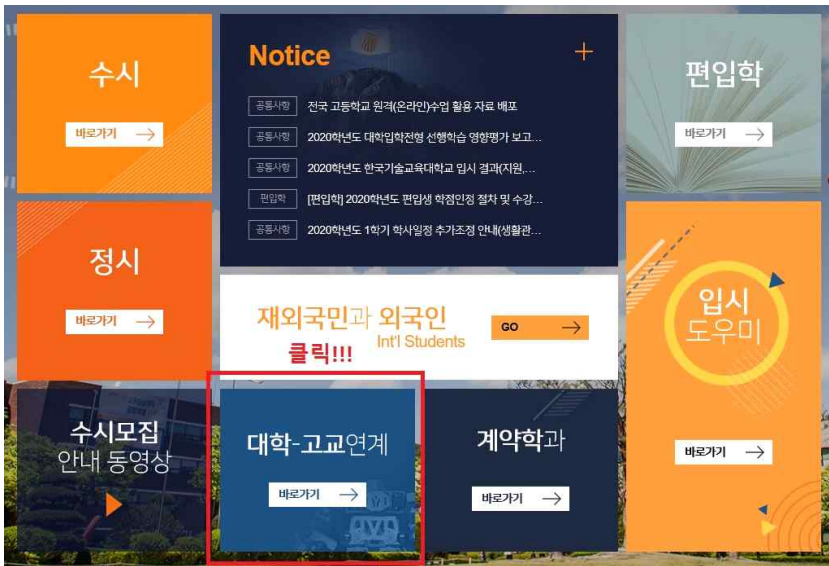 수시
바로가기
Notice
공통사항 전국 고등학교 원격(온라인)수업 활용 자료 배포
공통사항 2020학년도 대학입학전형 선행학습 영향평가 보고...
공통사항 2020학년도 한국기술교육대학교 입시 결과(지원,...
편입학 [편입학] 2020학년도 편입생 학점인정 절차 및 수강...
공통사항 2020학년도 1학기 학사일정 추가조정 안내(생활관...
편입학
바로가기
정시
바로가기
재외국민과 외국인
Int'l Students
GO
클릭!!!
입시
도우미
바로가기
수시모집
안내 동영상
대학-고교연계
바로가기
계약학과
바로가기